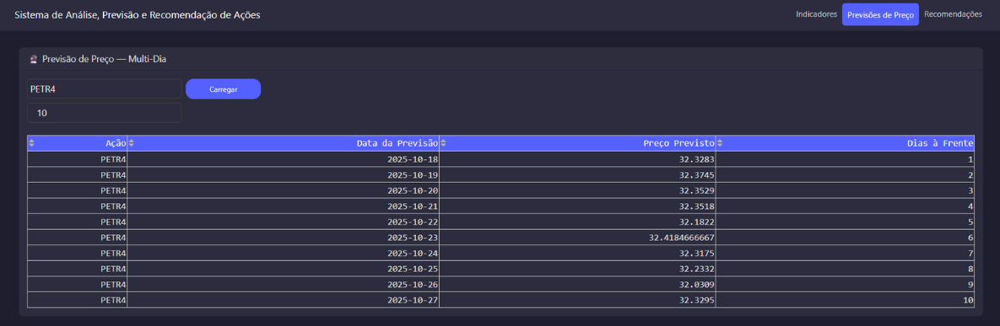 Sistema de Análise, Previsão e Recomendação de Ações Indicadores Previsões de Preço Recomendações
Previsão de Preço — Multi-Dia
PETR4 Carregar
10
Ação Data da Previsão Preço Previsto Dias à Frente
PETR4 2025-10-18 32.3283 1
PETR4 2025-10-19 32.3745 2
PETR4 2025-10-20 32.3529 3
PETR4 2025-10-21 32.3518 4
PETR4 2025-10-22 32.1822 5
PETR4 2025-10-23 32.4184666667 6
PETR4 2025-10-24 32.3175 7
PETR4 2025-10-25 32.2332 8
PETR4 2025-10-26 32.0309 9
PETR4 2025-10-27 32.3295 10